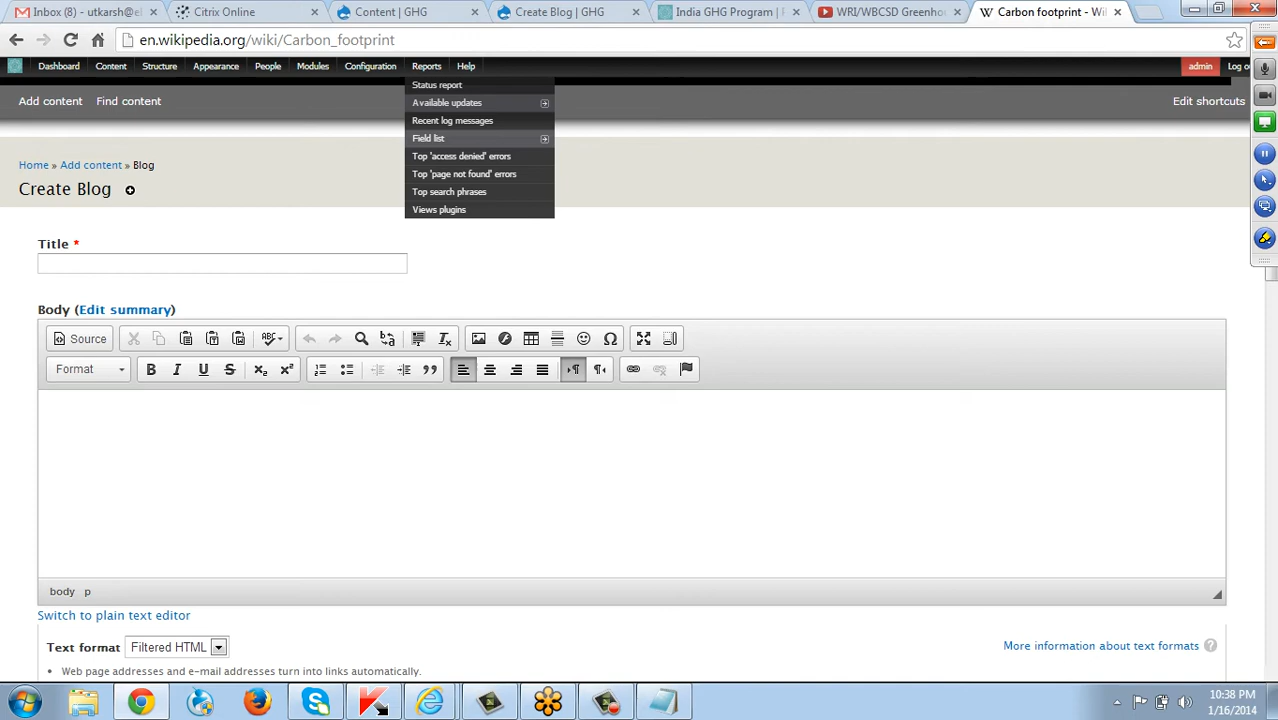 Inbox (8) - utkarsh@el
Citrix Online
Content | GHG
Create Blog | GHG
India GHG Program |
WRI/WBCSD Greenho
Carbon footprint - Wi
en.wikipedia.org/wiki/Carbon_footprint
Dashboard Content Structure Appearance People Modules Configuration Reports Help admin Log o
Status report
Available updates
Recent log messages
Field list
Top 'access denied' errors
Top 'page not found' errors
Top search phrases
Views plugins
Add content Find content Edit shortcuts
Home » Add content » Blog
Create Blog
Title *
Body (Edit summary)
Source
ABC
Format B I U S x₂ x²
body p
Switch to plain text editor
Text format Filtered HTML More information about text formats ?
Web page addresses and e-mail addresses turn into links automatically.
10:38 PM
1/16/2014